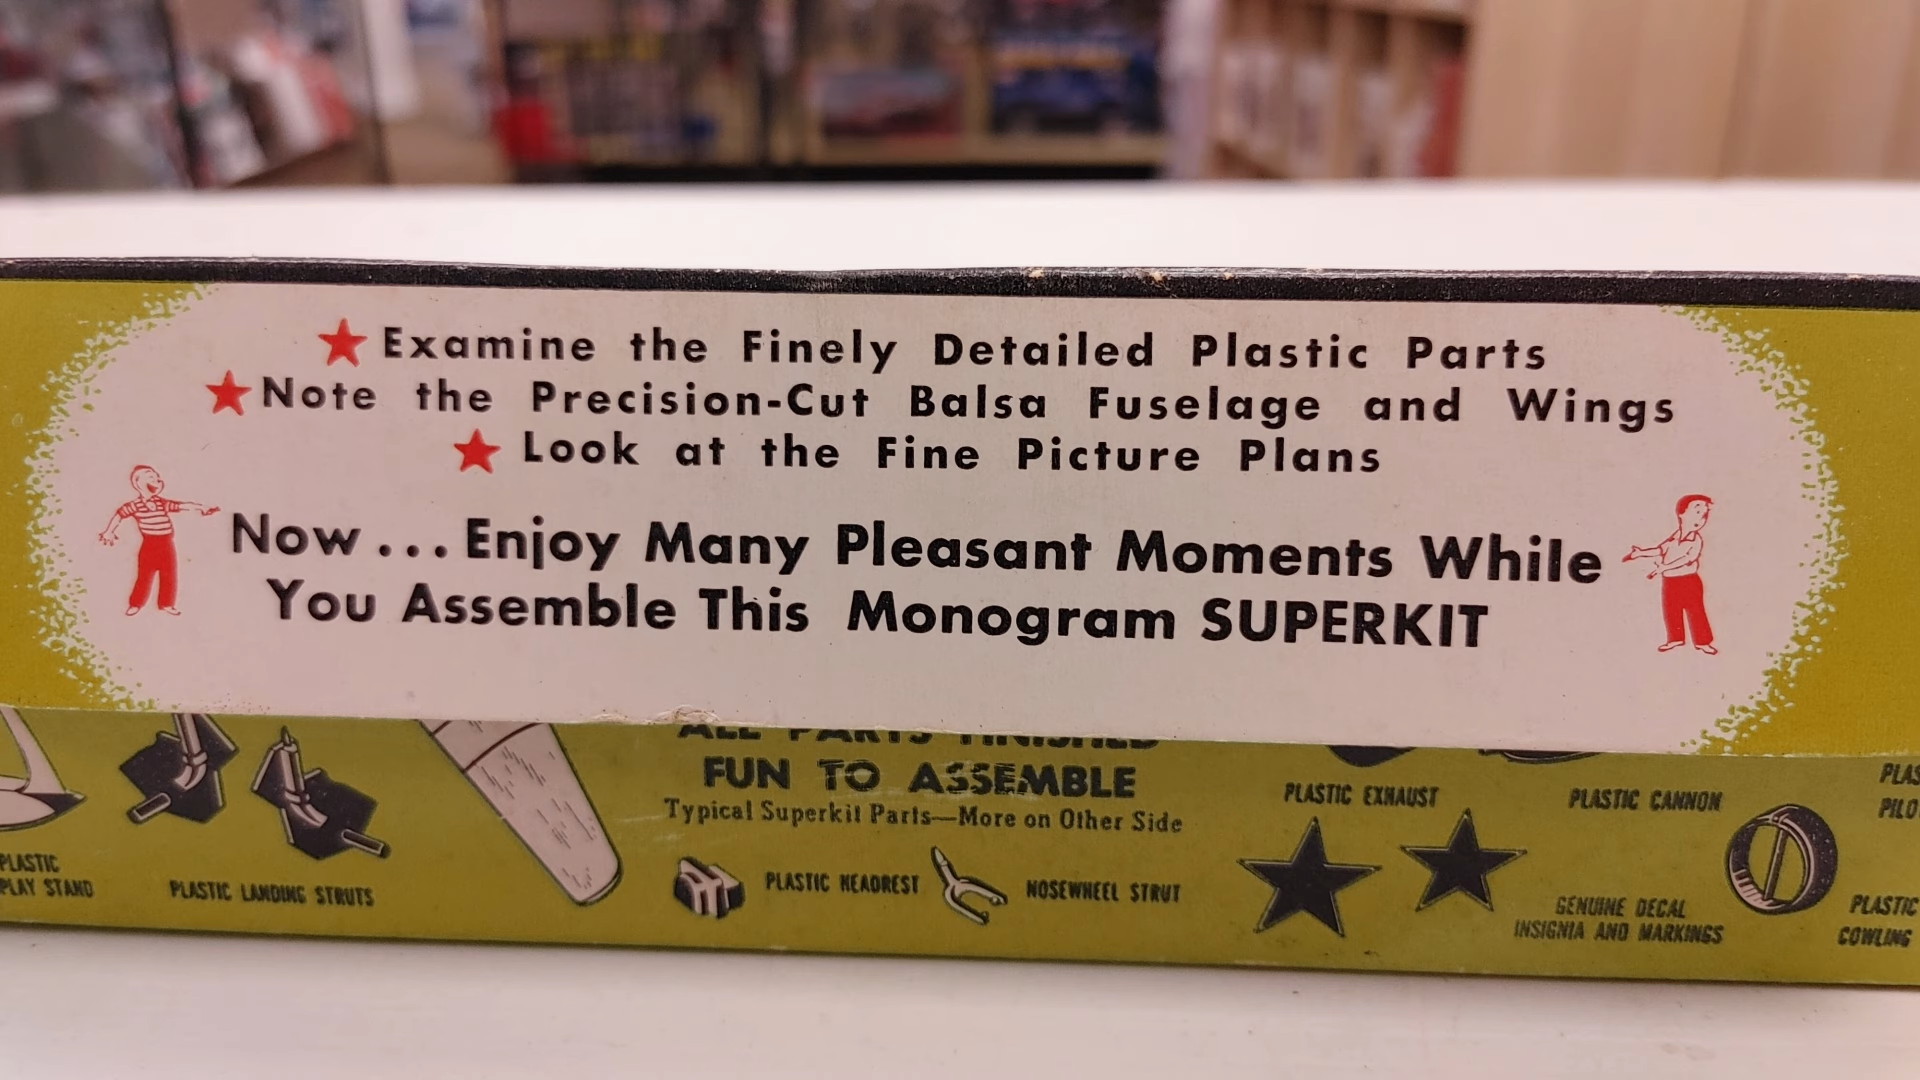 Examine the Finely Detailed Plastic Parts
Note the Precision-Cut Balsa Fuselage and Wings
Look at the Fine Picture Plans
Now... Enjoy Many Pleasant Moments While
You Assemble This Monogram SUPERKIT
ALL PARTS FINISHED
FUN TO ASSEMBLE
Typical Superkit Parts—More on Other Side
PLASTIC EXHAUST
PLASTIC CANNON
PLASTIC
PLAY STAND
PLASTIC LANDING STRUTS
PLASTIC HEADREST
NOSEWHEEL STRUT
GENUINE DECAL
INSIGNIA AND MARKINGS
PLASTIC
COWLING